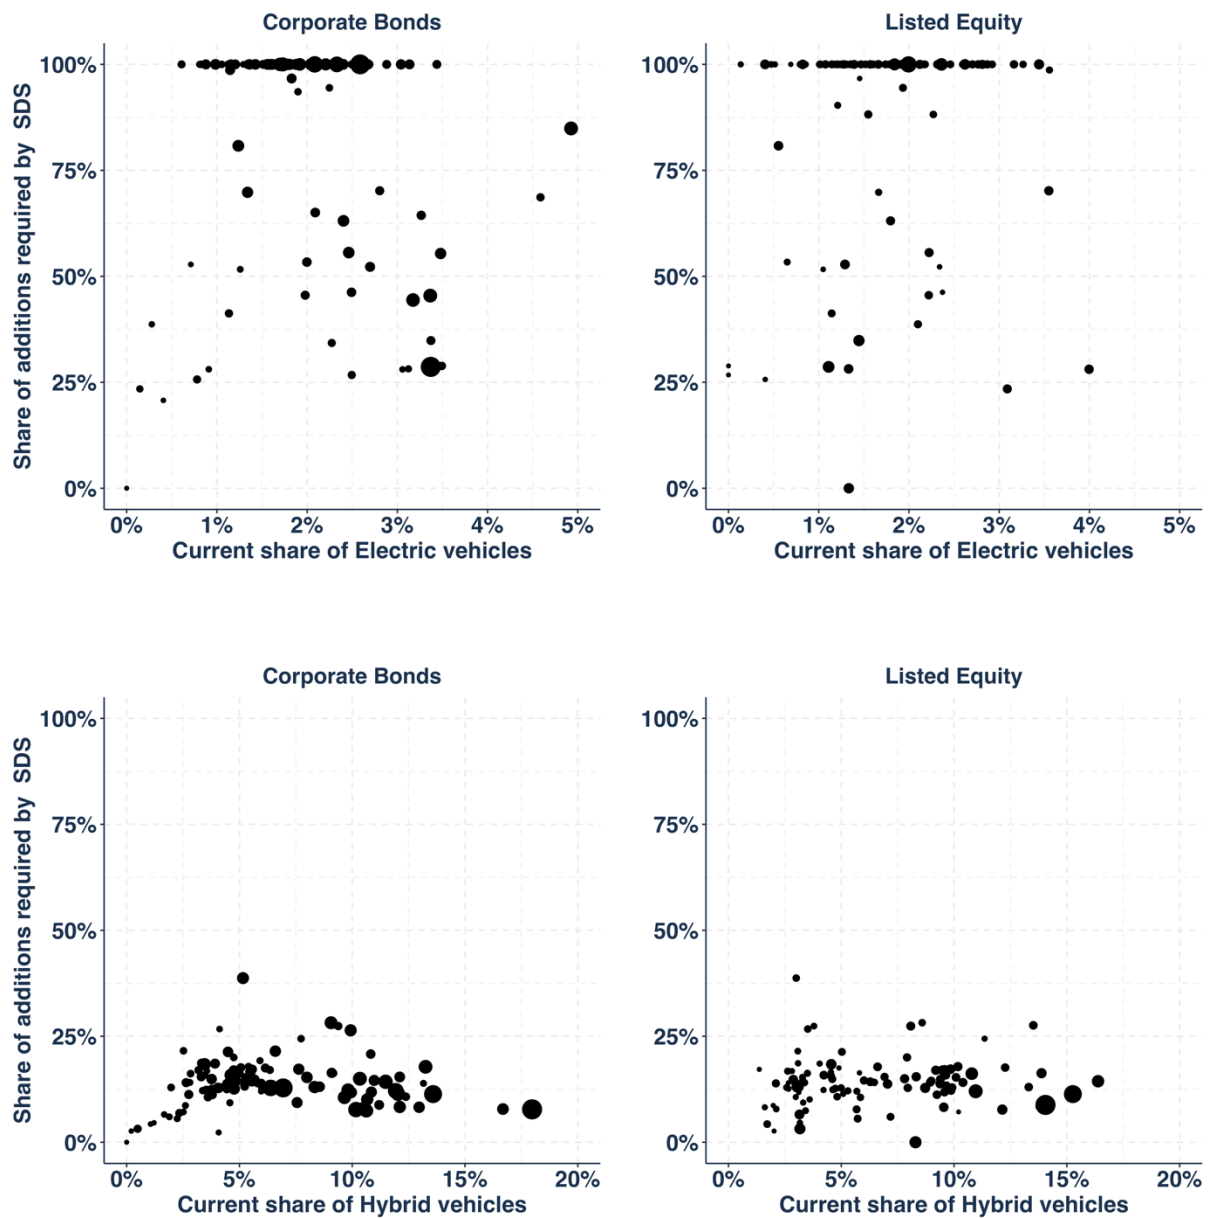 Corporate Bonds
Listed Equity
Share of additions required by  SDS
100%
75%
50%
25%
0%
0% 1% 2% 3% 4% 5%
Current share of Electric vehicles
100%
75%
50%
25%
0%
0% 1% 2% 3% 4% 5%
Current share of Electric vehicles
Corporate Bonds
Listed Equity
Share of additions required by  SDS
100%
75%
50%
25%
0%
0% 5% 10% 15% 20%
Current share of Hybrid vehicles
100%
75%
50%
25%
0%
0% 5% 10% 15% 20%
Current share of Hybrid vehicles